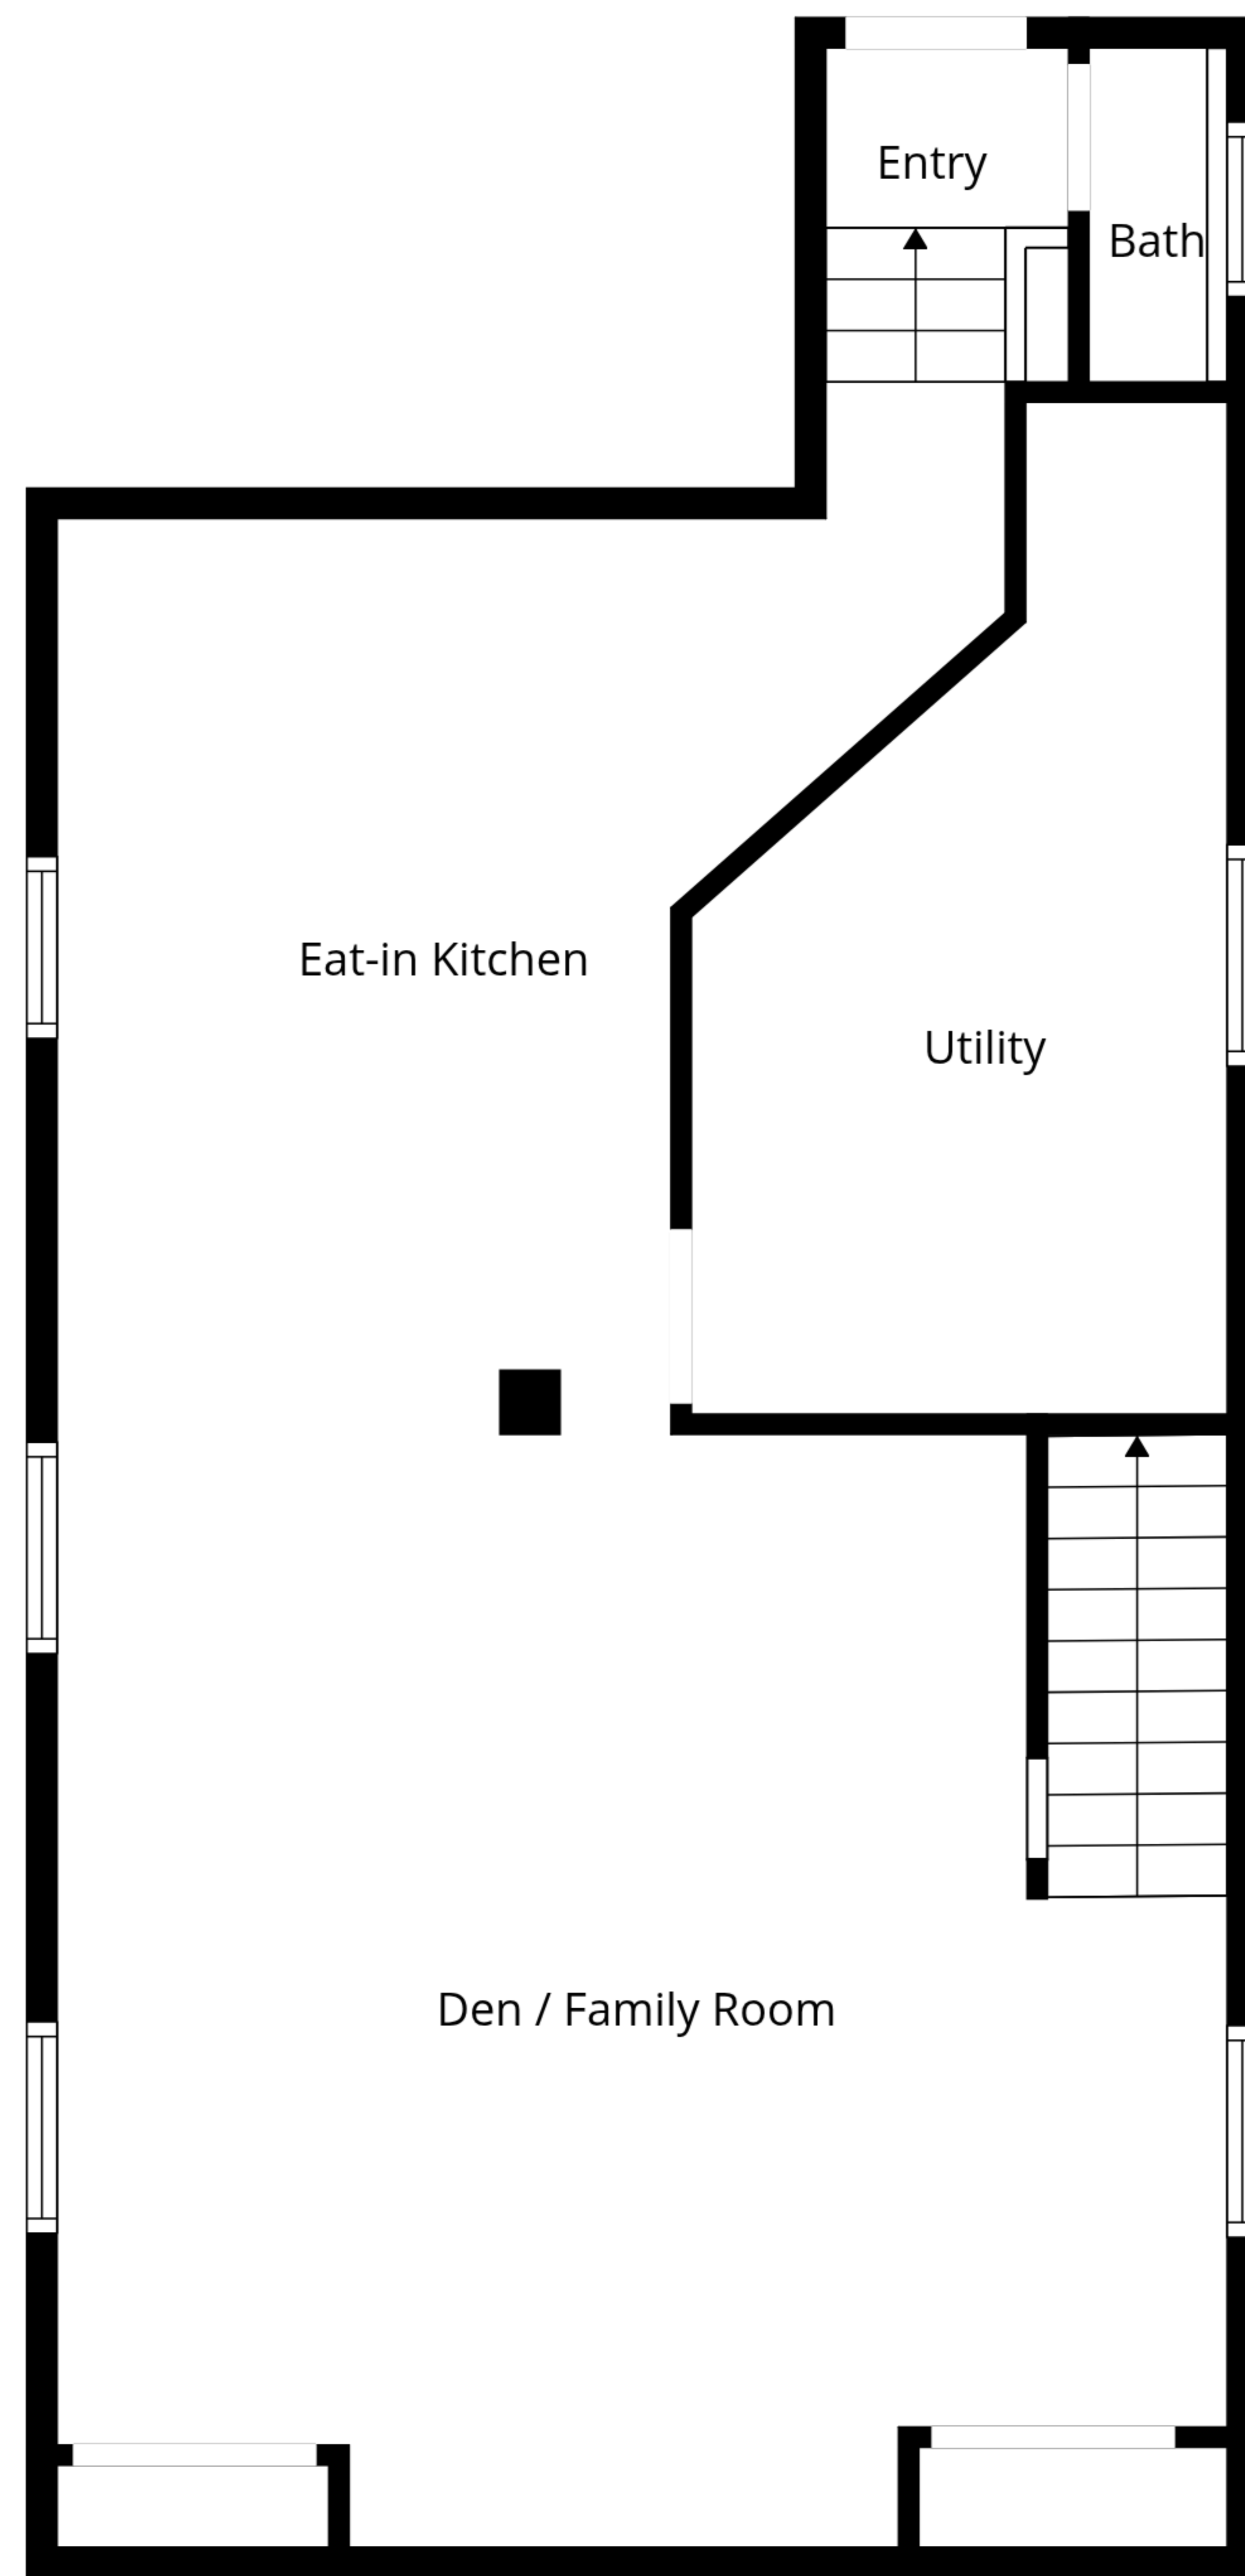 Entry
Bath
Eat-in Kitchen
Utility
Den / Family Room